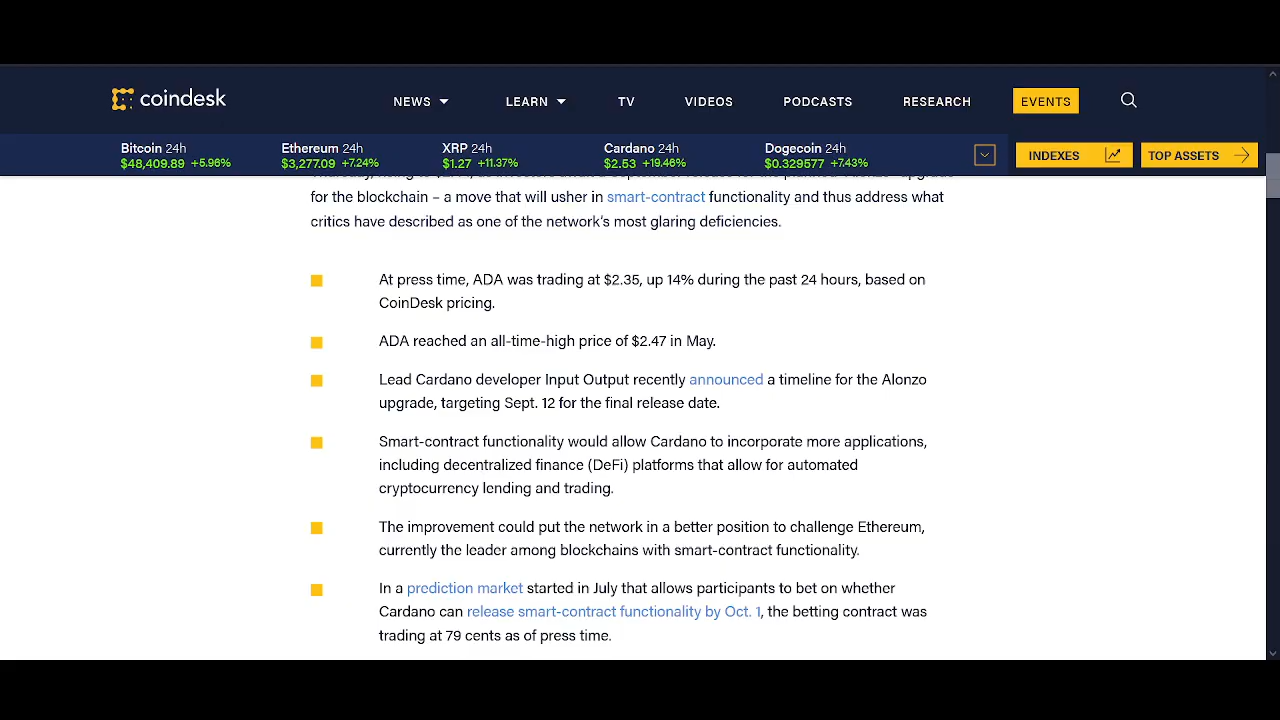 coindesk
NEWS LEARN TV VIDEOS PODCASTS RESEARCH EVENTS
Bitcoin 24h Ethereum 24h XRP 24h Cardano 24h Dogecoin 24h
$48,409.89 +5.96% $3,277.09 +7.24% $1.27 +11.37% $2.53 +19.46% $0.329577 +7.43%
INDEXES TOP ASSETS
for the blockchain – a move that will usher in smart-contract functionality and thus address what
critics have described as one of the network's most glaring deficiencies.
At press time, ADA was trading at $2.35, up 14% during the past 24 hours, based on
CoinDesk pricing.
ADA reached an all-time-high price of $2.47 in May.
Lead Cardano developer Input Output recently announced a timeline for the Alonzo
upgrade, targeting Sept. 12 for the final release date.
Smart-contract functionality would allow Cardano to incorporate more applications,
including decentralized finance (DeFi) platforms that allow for automated
cryptocurrency lending and trading.
The improvement could put the network in a better position to challenge Ethereum,
currently the leader among blockchains with smart-contract functionality.
In a prediction market started in July that allows participants to bet on whether
Cardano can release smart-contract functionality by Oct. 1, the betting contract was
trading at 79 cents as of press time.